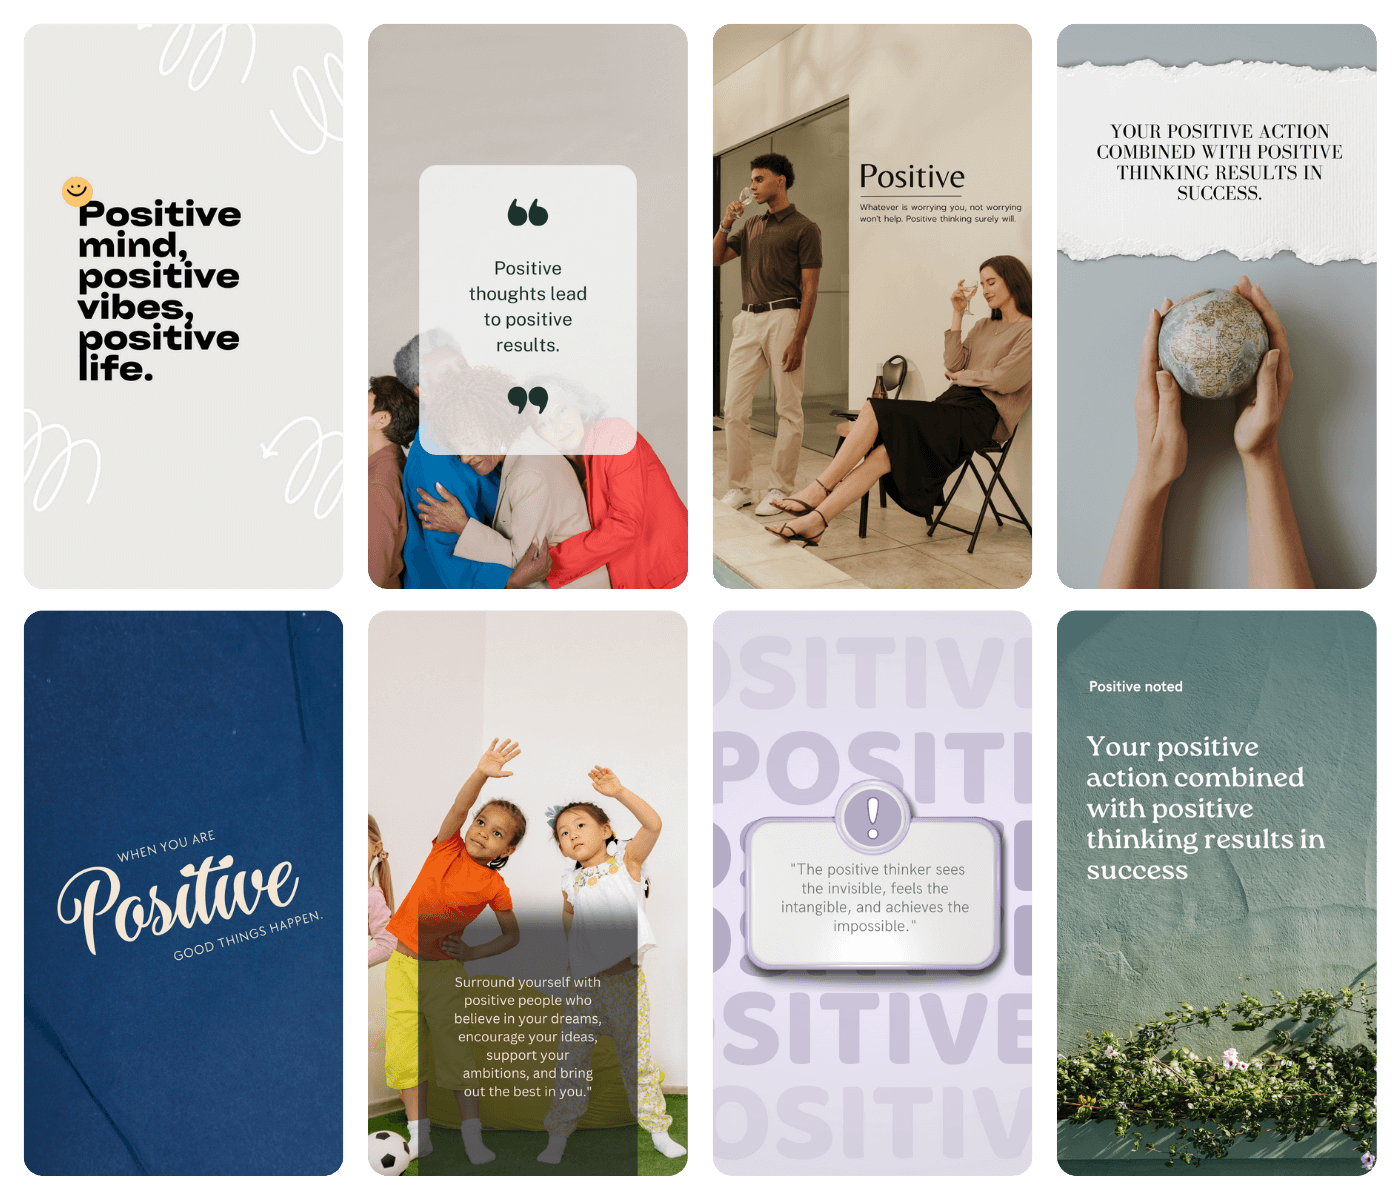 Positive
mind,
positive
vibes,
positive
life.
Positive
thoughts lead
to positive
results.
Positive
Whatever is worrying you, not worrying
won't help. Positive thinking surely will.
YOUR POSITIVE ACTION
COMBINED WITH POSITIVE
THINKING RESULTS IN
SUCCESS.
WHEN YOU ARE
Positive
GOOD THINGS HAPPEN.
Surround yourself with
positive people who
believe in your dreams,
encourage your ideas,
support your
ambitions, and bring
out the best in you."
OSITIVE
POSITI
!
"The positive thinker sees
the invisible, feels the
intangible, and achieves the
impossible."
OSITIVE
OSITIV
Positive noted
Your positive
action combined
with positive
thinking results in
success